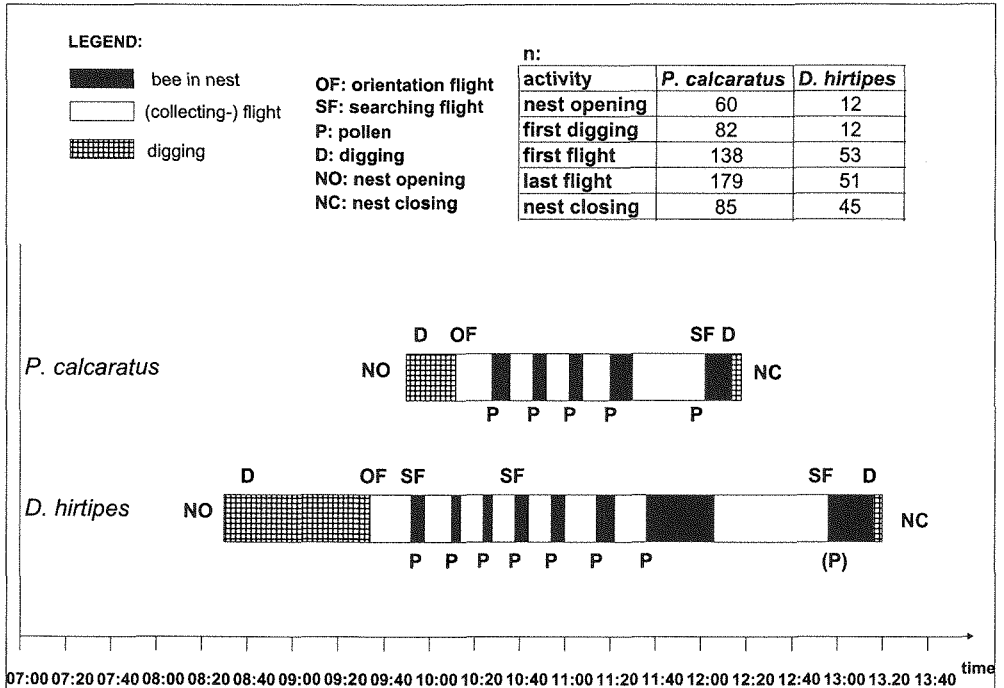 LEGEND:
bee in nest
(collecting-) flight
digging
OF: orientation flight
SF: searching flight
P: pollen
D: digging
NO: nest opening
NC: nest closing
n:
activity P. calcaratus D. hirtipes
nest opening 60 12
first digging 82 12
first flight 138 53
last flight 179 51
nest closing 85 45
D OF SF D
P. calcaratus NO NC
P P P P P
D OF SF SF SF D
D. hirtipes NO NC
P P P P P P P (P)
time
07:00 07:20 07:40 08:00 08:20 08:40 09:00 09:20 09:40 10:00 10:20 10:40 11:00 11:20 11:40 12:00 12:20 12:40 13:00 13.20 13:40